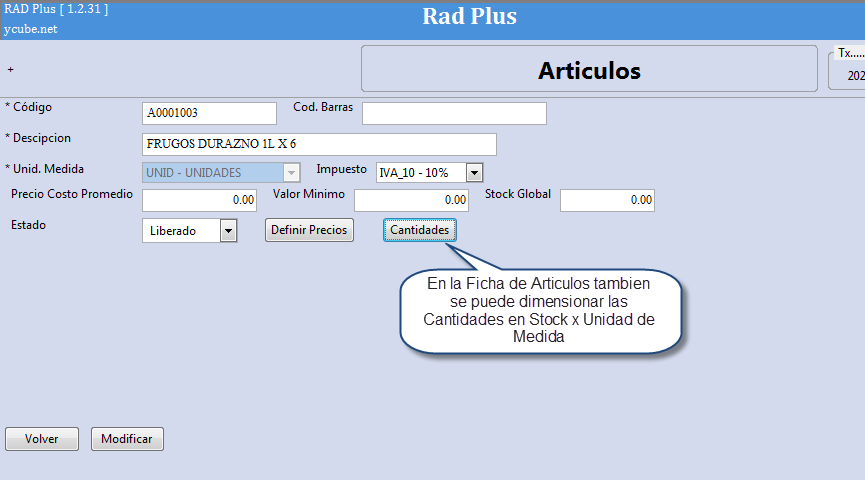 RAD Plus [ 1.2.31 ]
Rad Plus
ycube.net
+
Articulos
Tx.....
202
* Código
A0001003
Cod. Barras
* Descipcion
FRUGOS DURAZNO 1L X 6
* Unid. Medida
UNID - UNIDADES
Impuesto
IVA_10 - 10%
Precio Costo Promedio
0.00
Valor Minimo
0.00
Stock Global
0.00
Estado
Liberado
Definir Precios
Cantidades
En la Ficha de Articulos tambien
se puede dimensionar las
Cantidades en Stock x Unidad de
Medida
Volver
Modificar